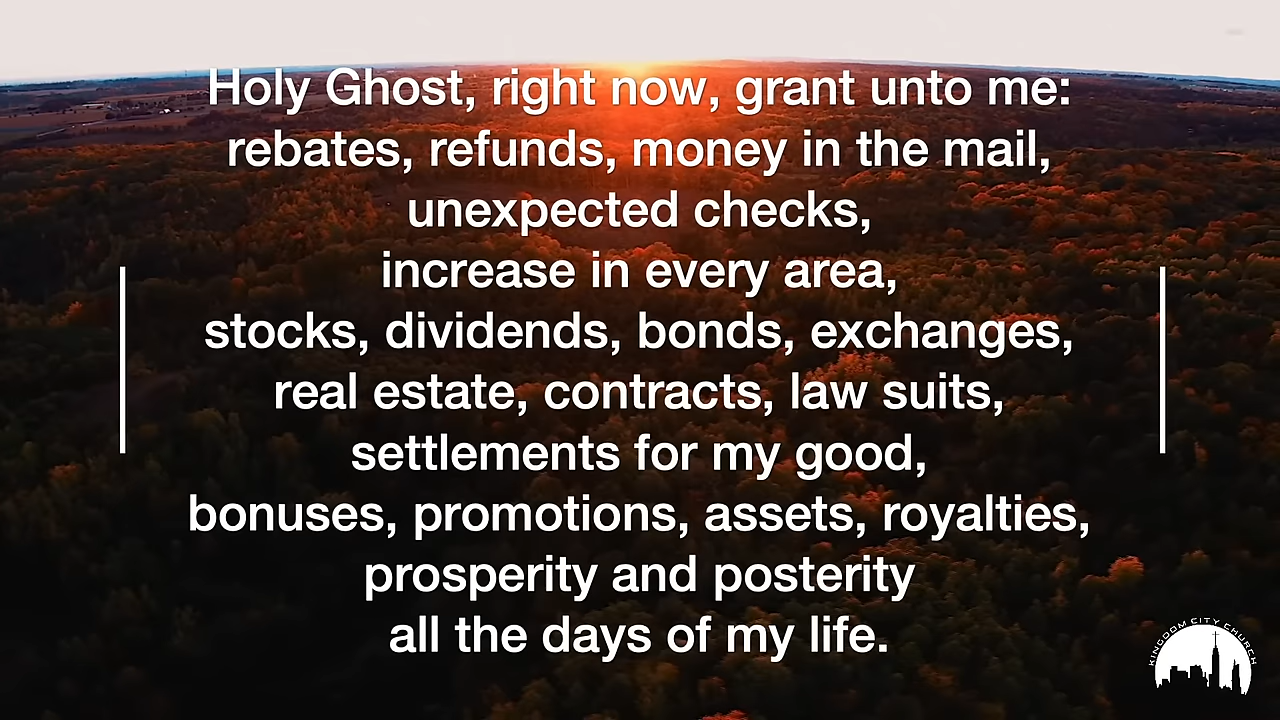 Holy Ghost, right now, grant unto me:
rebates, refunds, money in the mail,
unexpected checks,
increase in every area,
stocks, dividends, bonds, exchanges,
real estate, contracts, law suits,
settlements for my good,
bonuses, promotions, assets, royalties,
prosperity and posterity
all the days of my life.
KINGDOM CITY CHURCH